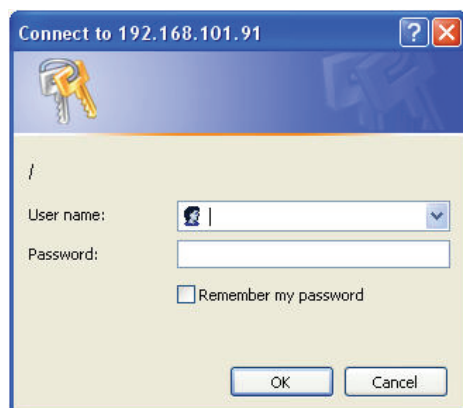 Connect to 192.168.101.91
/
User name:
Password:
Remember my password
OK Cancel